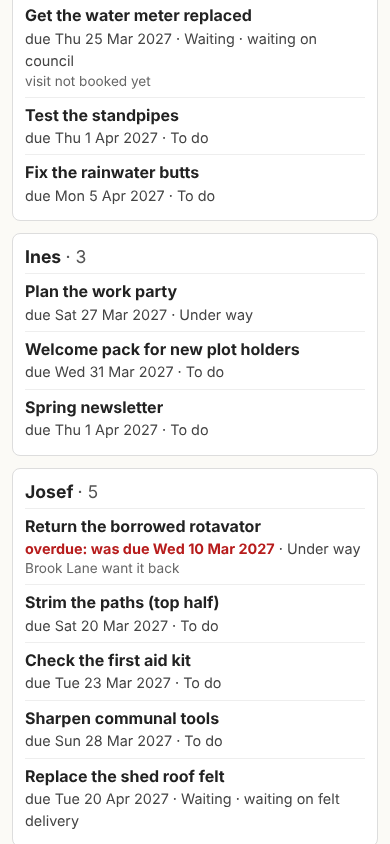 Get the water meter replaced
due Thu 25 Mar 2027 · Waiting · waiting on
council
visit not booked yet
Test the standpipes
due Thu 1 Apr 2027 · To do
Fix the rainwater butts
due Mon 5 Apr 2027 · To do
Ines · 3
Plan the work party
due Sat 27 Mar 2027 · Under way
Welcome pack for new plot holders
due Wed 31 Mar 2027 · To do
Spring newsletter
due Thu 1 Apr 2027 · To do
Josef · 5
Return the borrowed rotavator
overdue: was due Wed 10 Mar 2027 · Under way
Brook Lane want it back
Strim the paths (top half)
due Sat 20 Mar 2027 · To do
Check the first aid kit
due Tue 23 Mar 2027 · To do
Sharpen communal tools
due Sun 28 Mar 2027 · To do
Replace the shed roof felt
due Tue 20 Apr 2027 · Waiting · waiting on felt
delivery